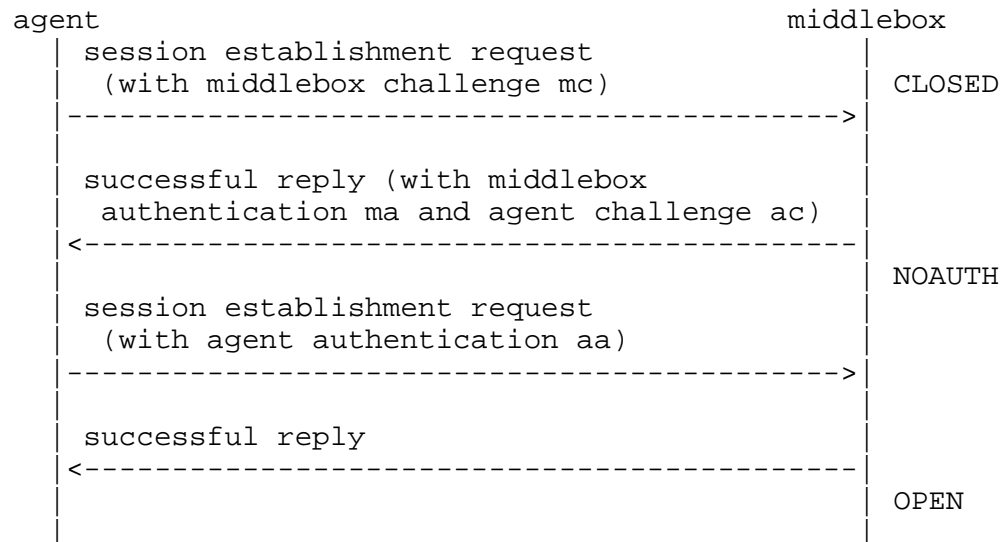 agent middlebox
session establishment request
(with middlebox challenge mc) CLOSED
successful reply (with middlebox
authentication ma and agent challenge ac)
NOAUTH
session establishment request
(with agent authentication aa)
successful reply
OPEN